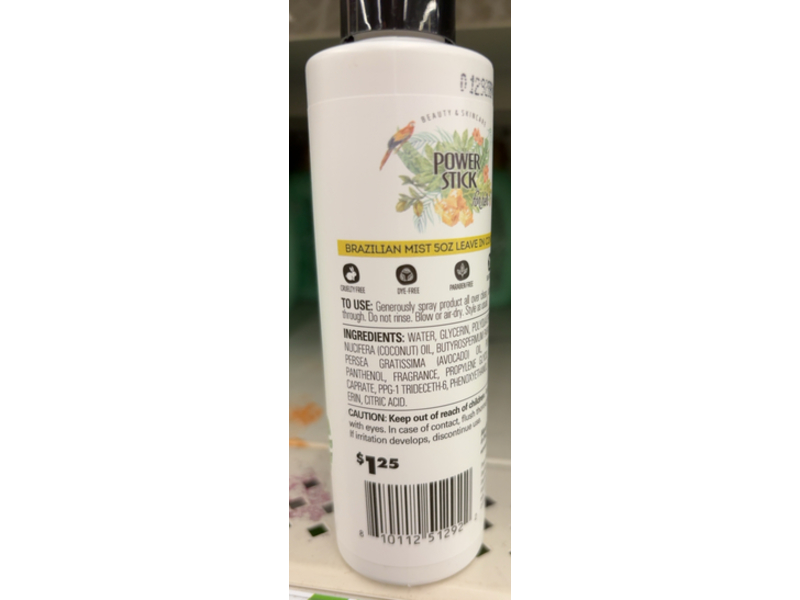 BEAUTY & SKINCARE
POWER
STICK
BRAZILIAN MIST 5OZ LEAVE IN
CRUELTY FREE
DYE-FREE
PARABEN FREE
TO USE: Generously spray product all over
through. Do not rinse. Blow or air-dry. Style as
INGREDIENTS: WATER, GLYCERIN,
NUCIFERA (COCONUT) OIL, BUTYROSPERMUM
PERSEA GRATISSIMA (AVOCADO) OIL,
PANTHENOL, FRAGRANCE, PROPYLENE
CAPRATE, PPG-1 TRIDECETH-6,
ERIN, CITRIC ACID.
CAUTION: Keep out of reach of children.
with eyes. In case of contact, flush
If irritation develops, discontinue use.
$1.25
8 10112 51292 2